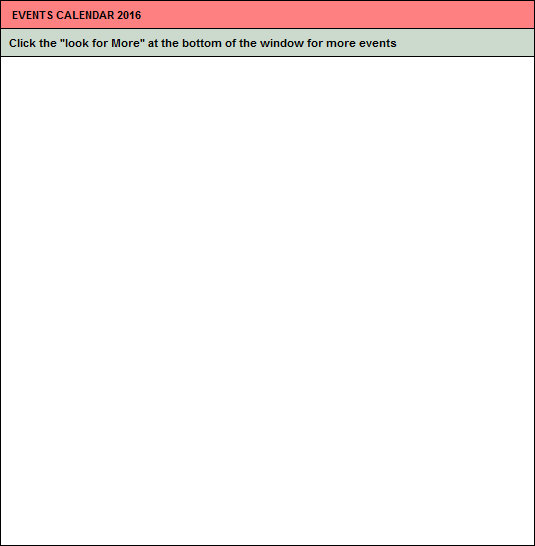 EVENTS CALENDAR 2016
Click the "look for More" at the bottom of the window for more events